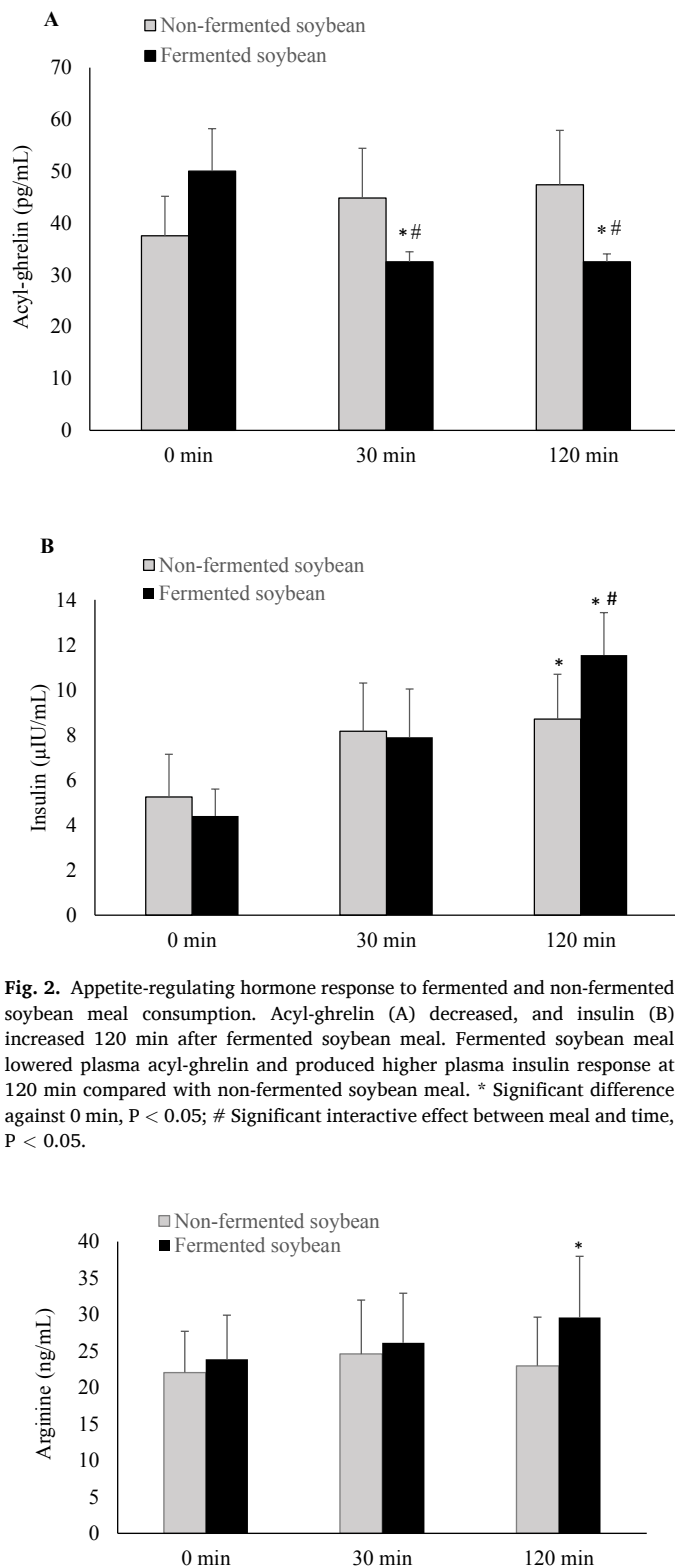 A
Non-fermented soybean
Fermented soybean
70
60
50
40
30
20
10
0
Acyl-ghrelin (pg/mL)
* #
* #
0 min 30 min 120 min
B
Non-fermented soybean
Fermented soybean
14
12
10
8
6
4
2
0
Insulin (µIU/mL)
*
* #
0 min 30 min 120 min
Fig. 2. Appetite-regulating hormone response to fermented and non-fermented
soybean meal consumption. Acyl-ghrelin (A) decreased, and insulin (B)
increased 120 min after fermented soybean meal. Fermented soybean meal
lowered plasma acyl-ghrelin and produced higher plasma insulin response at
120 min compared with non-fermented soybean meal. * Significant difference
against 0 min, P < 0.05; # Significant interactive effect between meal and time,
P < 0.05.
Non-fermented soybean
Fermented soybean
40
35
30
25
20
15
10
5
0
Arginine (ng/mL)
*
0 min 30 min 120 min